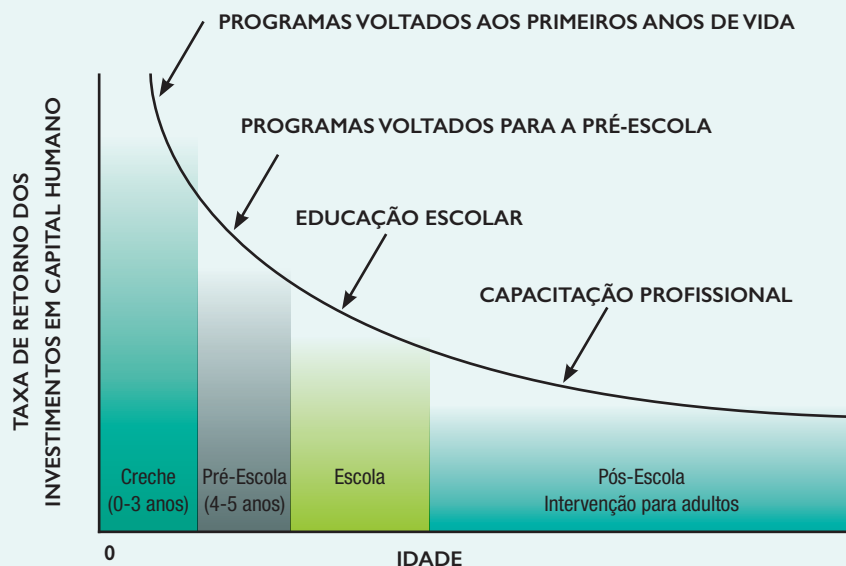 PROGRAMAS VOLTADOS AOS PRIMEIROS ANOS DE VIDA
PROGRAMAS VOLTADOS PARA A PRÉ-ESCOLA
EDUCAÇÃO ESCOLAR
CAPACITAÇÃO PROFISSIONAL
TAXA DE RETORNO DOS
INVESTIMENTOS EM CAPITAL HUMANO
Creche
(0-3 anos)
Pré-Escola
(4-5 anos)
Escola
Pós-Escola
Intervenção para adultos
0
IDADE